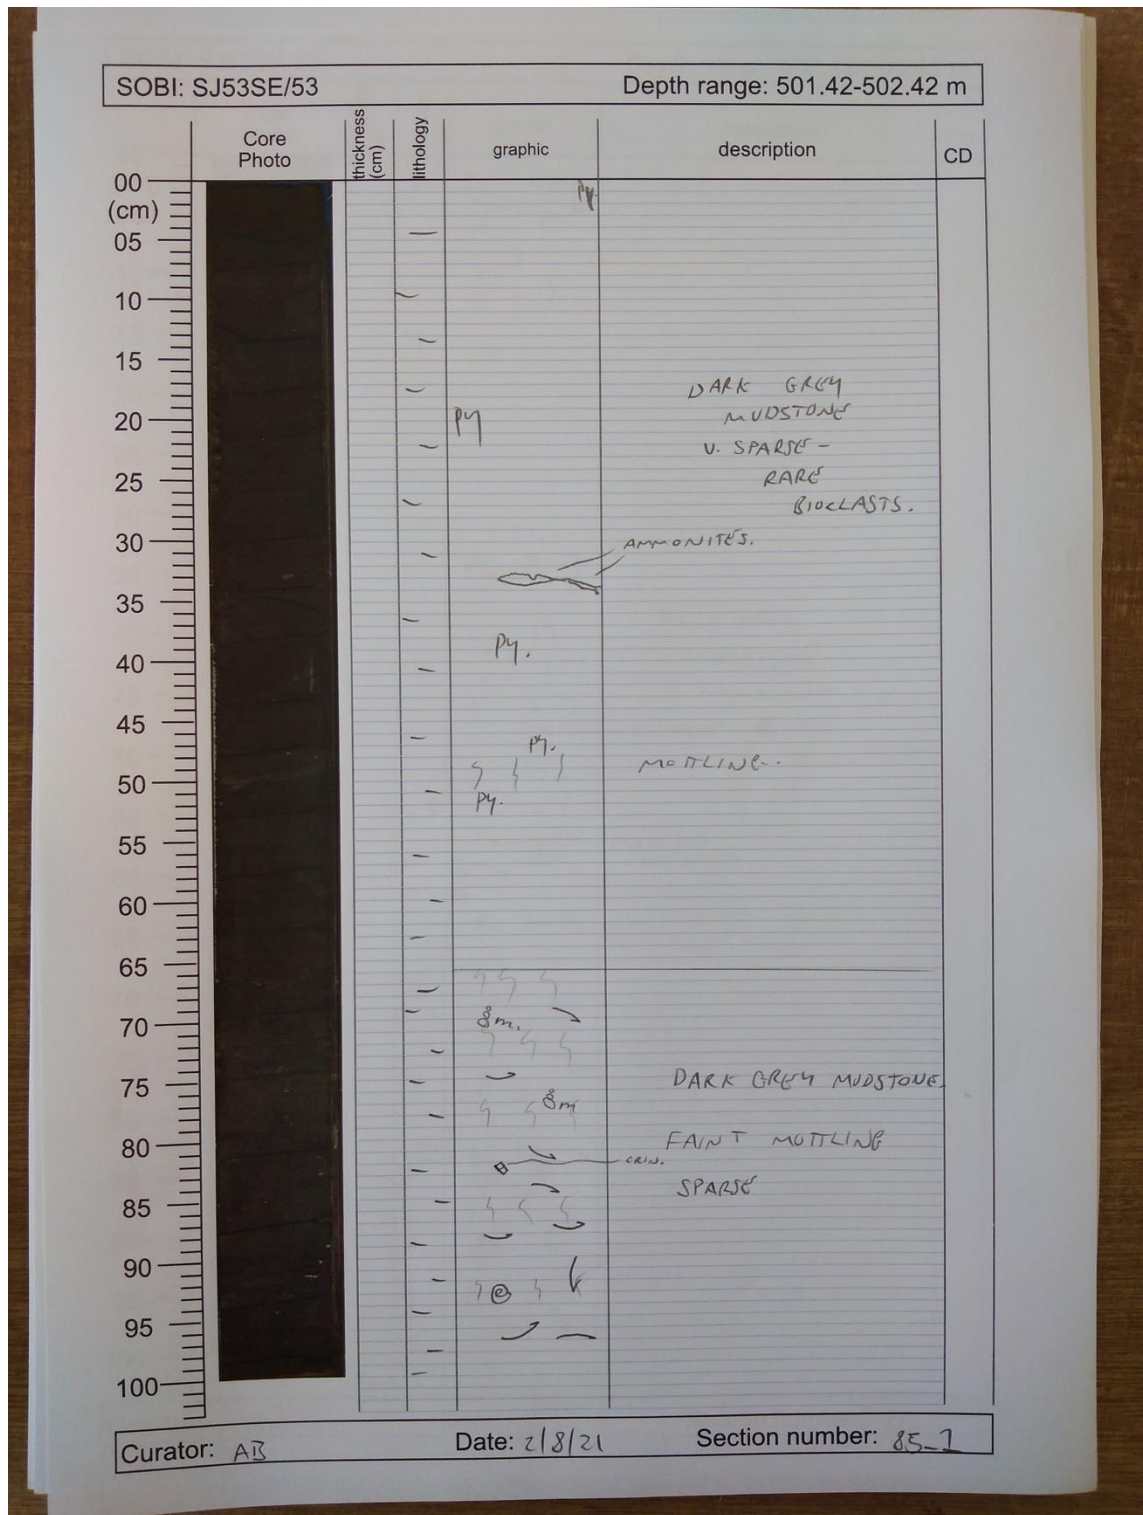 SOBI: SJ53SE/53 Depth range: 501.42-502.42 m
Core Photo thickness (cm) lithology graphic description CD
00
(cm)
py
05
10
15
DARK GREY
20 py MUDSTONE
V. SPARSE -
25 RARE
BIOCLASTS.
30 AMMONITES.
35
40 py.
45
py.
MOTTLING.
50
py.
55
60
65
70 m.
75 DARK GREY MUDSTONE
m
80 FAINT MOTTLING
CRIN.
SPARSE
85
90
95
100
Curator: AB Date: 2/8/21 Section number: 85_1